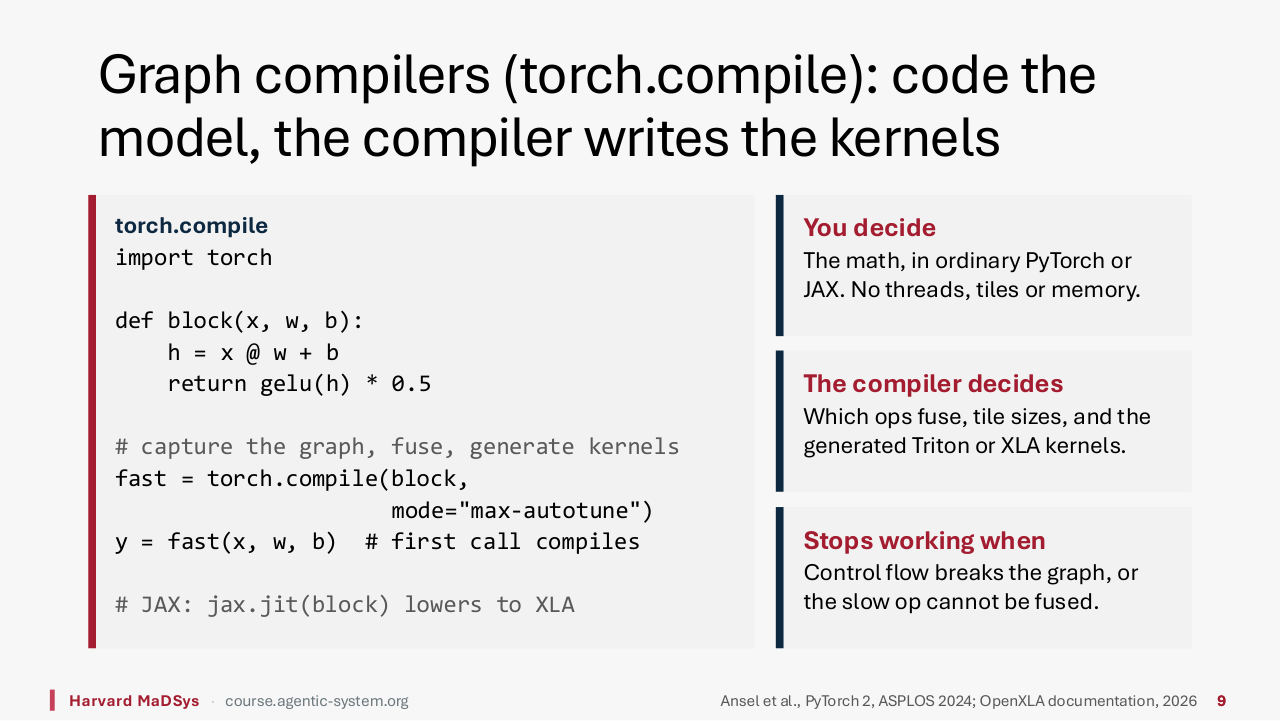 Graph compilers (torch.compile): code the
model, the compiler writes the kernels
torch.compile
import torch
def block(x, w, b):
    h = x @ w + b
    return gelu(h) * 0.5
# capture the graph, fuse, generate kernels
fast = torch.compile(block,
                     mode="max-autotune")
y = fast(x, w, b)  # first call compiles
# JAX: jax.jit(block) lowers to XLA
You decide
The math, in ordinary PyTorch or
JAX. No threads, tiles or memory.
The compiler decides
Which ops fuse, tile sizes, and the
generated Triton or XLA kernels.
Stops working when
Control flow breaks the graph, or
the slow op cannot be fused.
Harvard MaDSys · course.agentic-system.org
Ansel et al., PyTorch 2, ASPLOS 2024; OpenXLA documentation, 2026 9